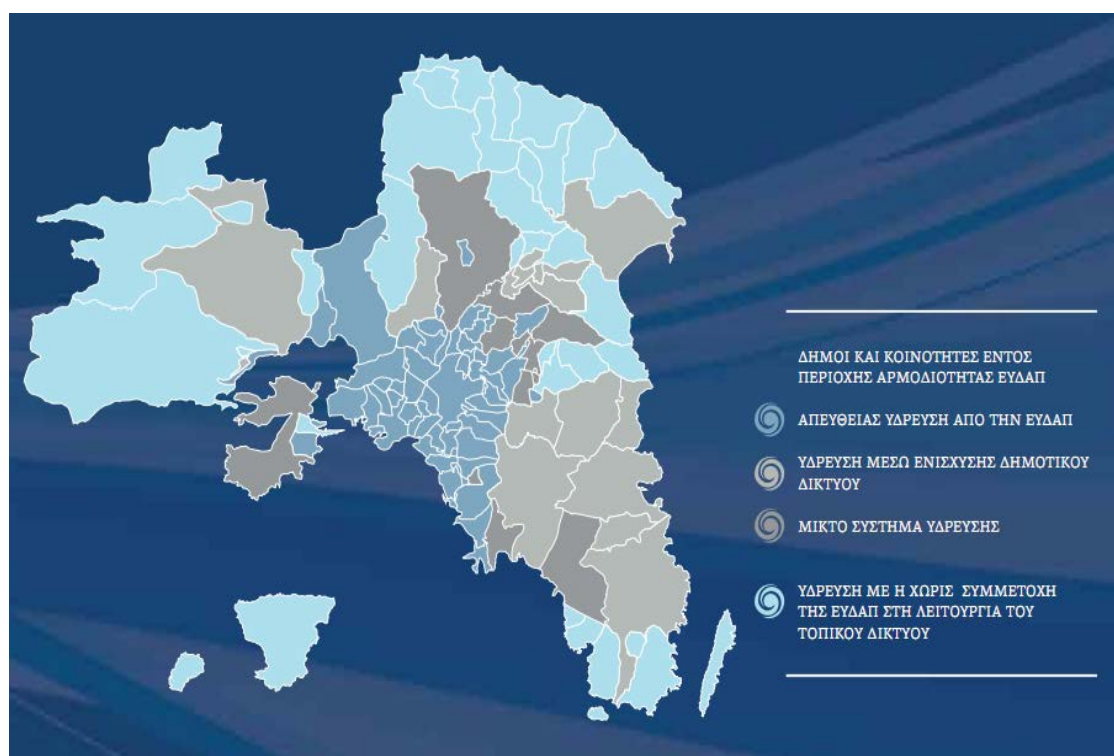 ΔΗΜΟΙ ΚΑΙ ΚΟΙΝΟΤΗΤΕΣ ΕΝΤΟΣ
ΠΕΡΙΟΧΗΣ ΑΡΜΟΔΙΟΤΗΤΑΣ ΕΥΔΑΠ
ΑΠΕΥΘΕΙΑΣ ΥΔΡΕΥΣΗ ΑΠΟ ΤΗΝ ΕΥΔΑΠ
ΥΔΡΕΥΣΗ ΜΕΣΩ ΕΝΙΣΧΥΣΗΣ ΔΗΜΟΤΙΚΟΥ
ΔΙΚΤΥΟΥ
ΜΙΚΤΟ ΣΥΣΤΗΜΑ ΥΔΡΕΥΣΗΣ
ΥΔΡΕΥΣΗ ΜΕ Η ΧΩΡΙΣ ΣΥΜΜΕΤΟΧΗ
ΤΗΣ ΕΥΔΑΠ ΣΤΗ ΛΕΙΤΟΥΡΓΙΑ ΤΟΥ
ΤΟΠΙΚΟΥ ΔΙΚΤΥΟΥ